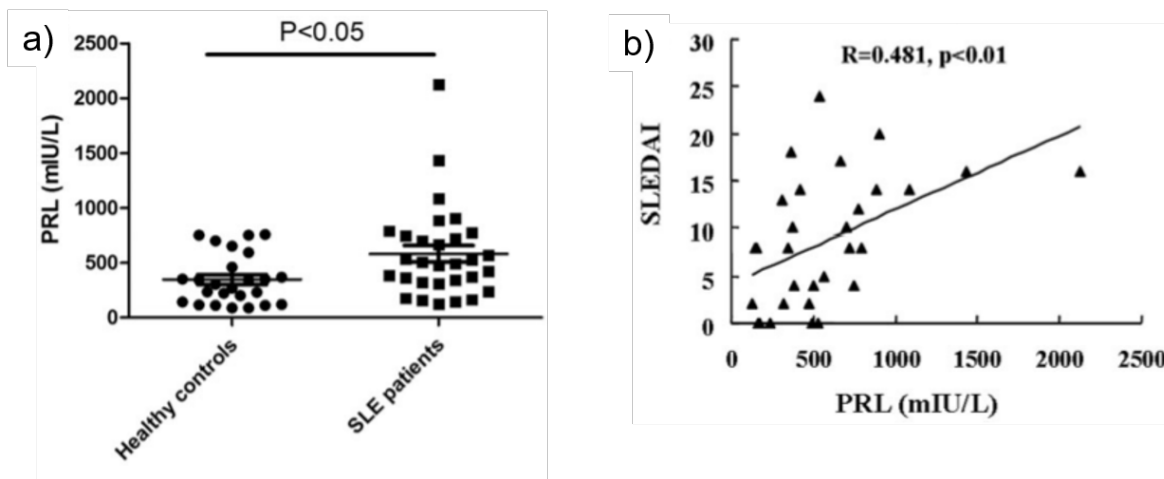 a)
P<0.05
2500
2000
1500
1000
500
0
PRL (mIU/L)
Healthy controls
SLE patients
b)
R=0.481, p<0.01
30
25
20
15
10
5
0
SLEDAI
0 500 1000 1500 2000 2500
PRL (mIU/L)